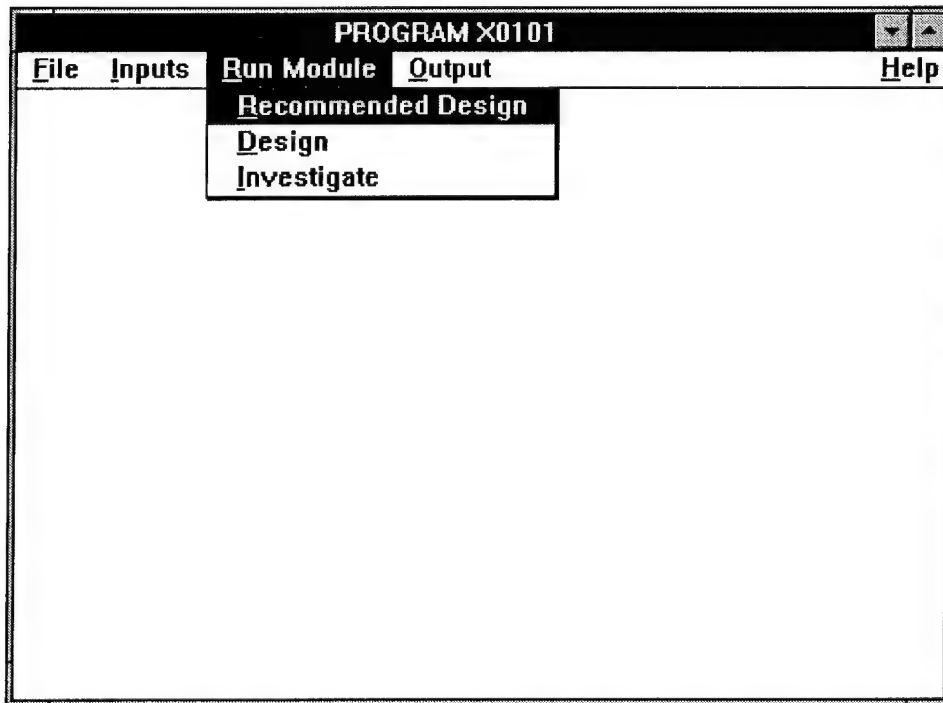 PROGRAM X0101
File Inputs Run Module Output Help
Recommended Design
Design
Investigate